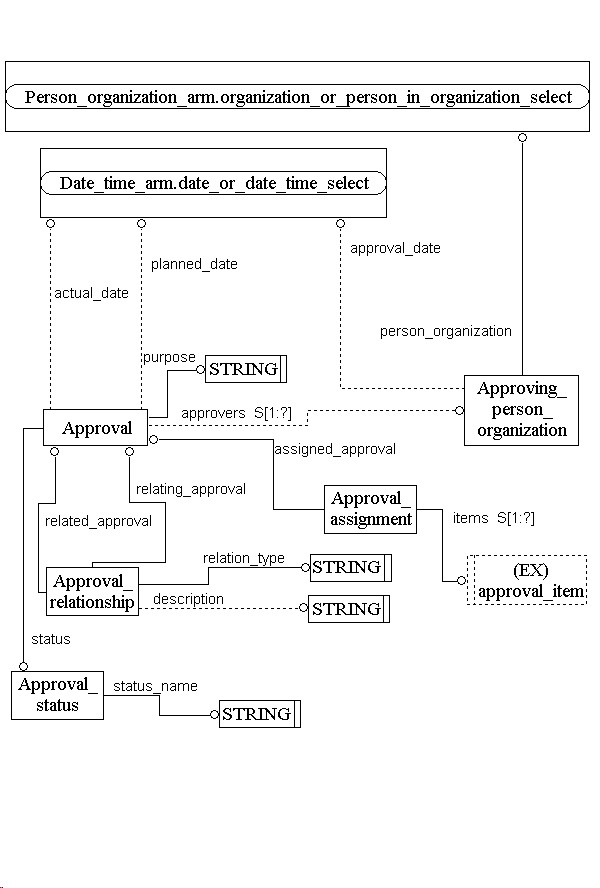 Person_organization_arm.organization_or_person_in_organization_select
Date_time_arm.date_or_date_time_select
approval_date
planned_date
actual_date
person_organization
purpose
STRING
Approving_
person_
organization
approvers S[1:?]
Approval
assigned_approval
relating_approval
Approval_
assignment
related_approval
items S[1:?]
relation_type
STRING
(EX)
approval_item
Approval_
relationship
description
STRING
status
Approval_
status
status_name
STRING